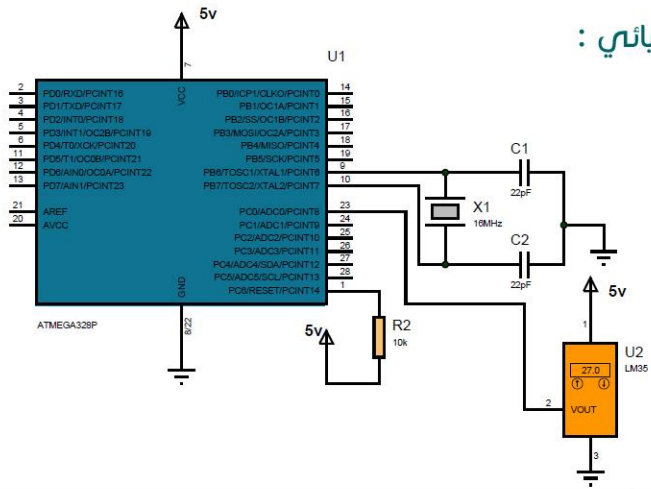 بائي :
5v
U1
7
VCC
2 PD0/RXD/PCINT16
3 PD1/TXD/PCINT17
4 PD2/INT0/PCINT18
5 PD3/INT1/OC2B/PCINT19
6 PD4/T0/XCK/PCINT20
11 PD5/T1/OC0B/PCINT21
12 PD6/AIN0/OC0A/PCINT22
13 PD7/AIN1/PCINT23
21 AREF
20 AVCC
PB0/ICP1/CLKO/PCINT0 14
PB1/OC1A/PCINT1 15
PB2/SS/OC1B/PCINT2 16
PB3/MOSI/OC2A/PCINT3 17
PB4/MISO/PCINT4 18
PB5/SCK/PCINT5 19
PB6/TOSC1/XTAL1/PCINT6 9
PB7/TOSC2/XTAL2/PCINT7 10
PC0/ADC0/PCINT8 23
PC1/ADC1/PCINT9 24
PC2/ADC2/PCINT10 25
PC3/ADC3/PCINT11 26
PC4/ADC4/SDA/PCINT12 27
PC5/ADC5/SCL/PCINT13 28
PC6/RESET/PCINT14 1
GND
8/22
ATMEGA328P
C1
22pF
X1
16MHz
C2
22pF
5v
R2
10k
5v
1
U2
LM35
27.0
2
VOUT
3